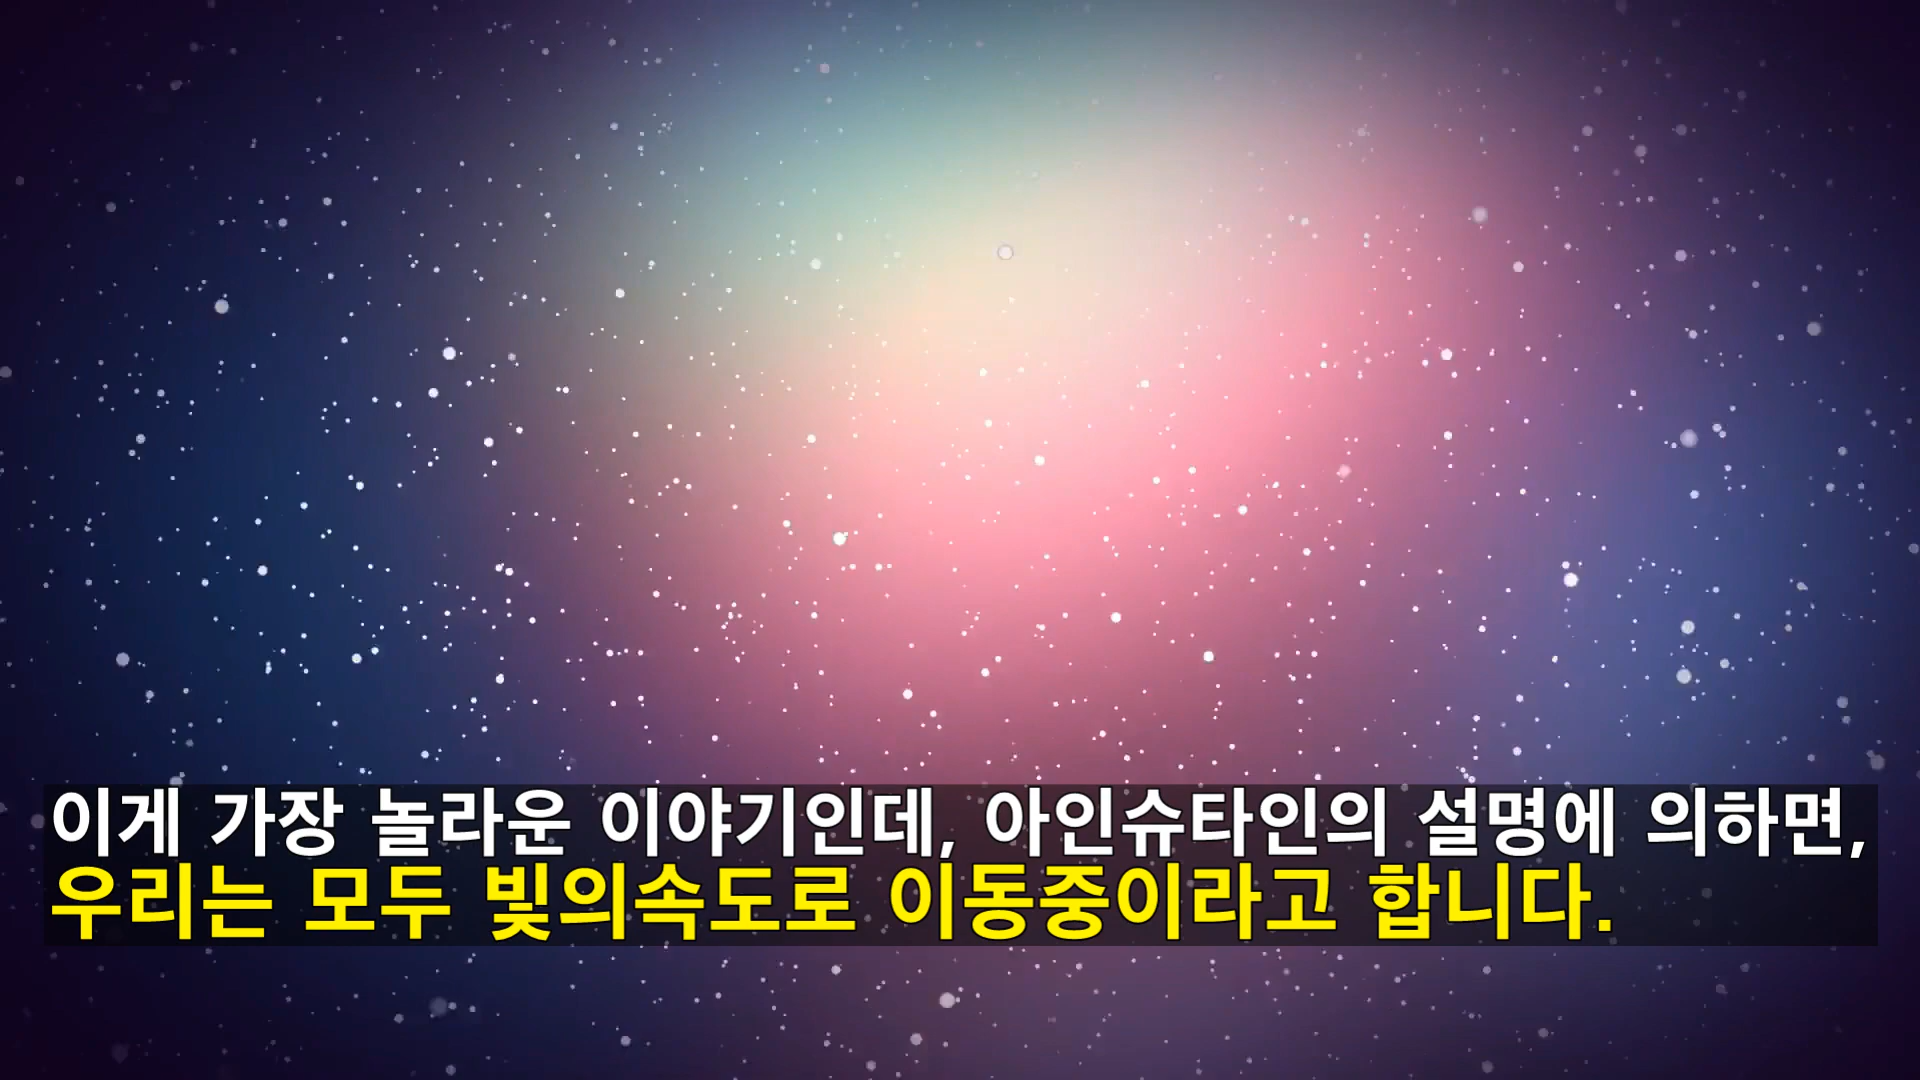 이게 가장 놀라운 이야기인데, 아인슈타인의 설명에 의하면,
우리는 모두 빛의속도로 이동중이라고 합니다.